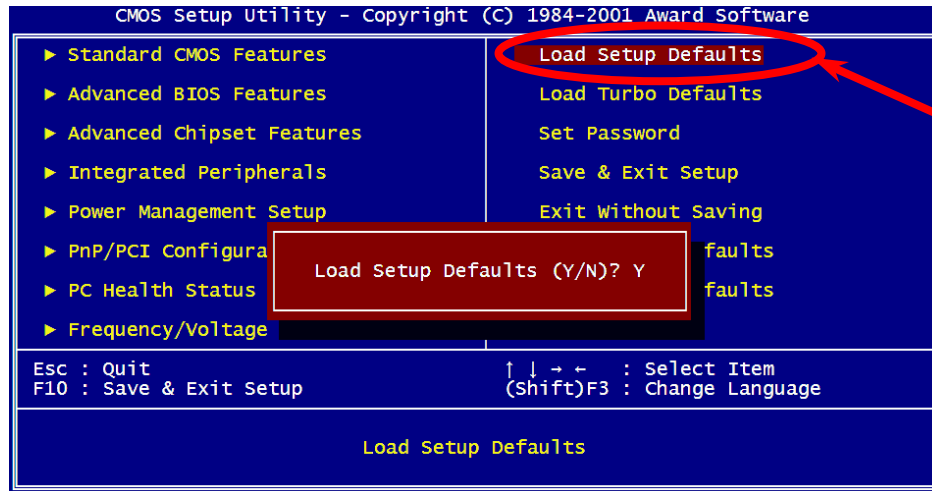 CMOS Setup Utility - Copyright (C) 1984-2001 Award Software
► Standard CMOS Features
► Advanced BIOS Features
► Advanced Chipset Features
► Integrated Peripherals
► Power Management Setup
► PnP/PCI Configura
► PC Health Status
► Frequency/Voltage
Load Setup Defaults
Load Turbo Defaults
Set Password
Save & Exit Setup
Exit Without Saving
faults
faults
Load Setup Defaults (Y/N)? Y
Esc : Quit
F10 : Save & Exit Setup
↑ ↓ → ← : Select Item
(Shift)F3 : Change Language
Load Setup Defaults